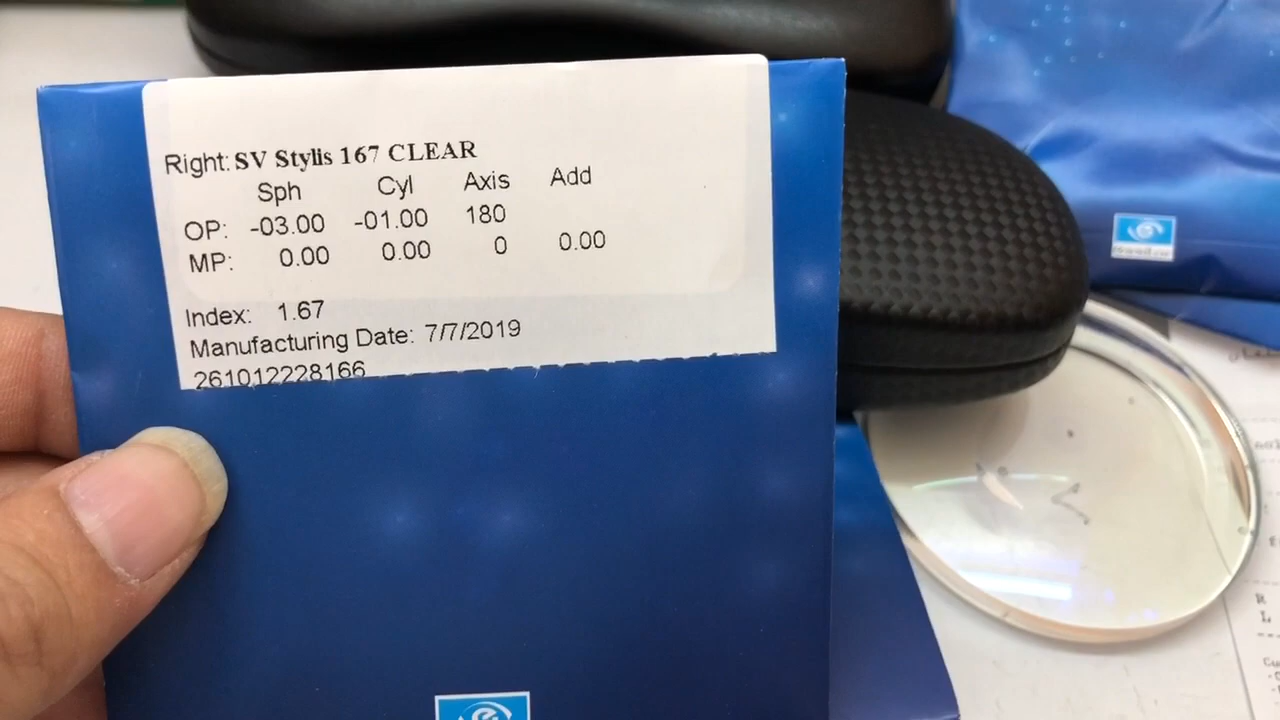 Right: SV Stylis 167 CLEAR
Sph Cyl Axis Add
OP: -03.00 -01.00 180
MP: 0.00 0.00 0 0.00
Index: 1.67
Manufacturing Date: 7/7/2019
261012228166
R
L